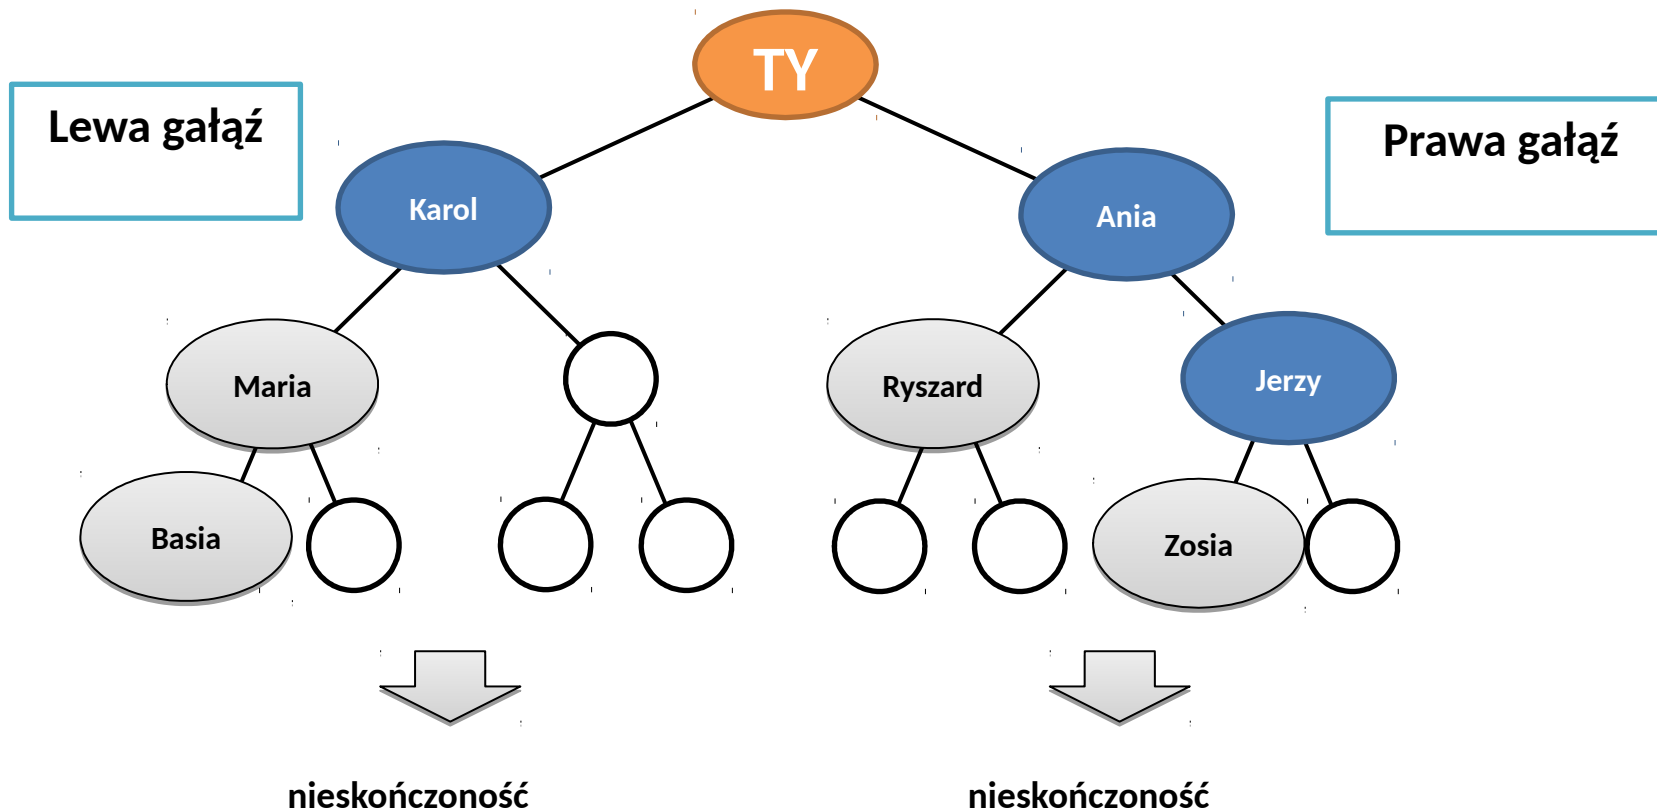 TY
Lewa gałąź
Prawa gałąź
Karol
Ania
Maria
Ryszard
Jerzy
Basia
Zosia
nieskończoność
nieskończoność